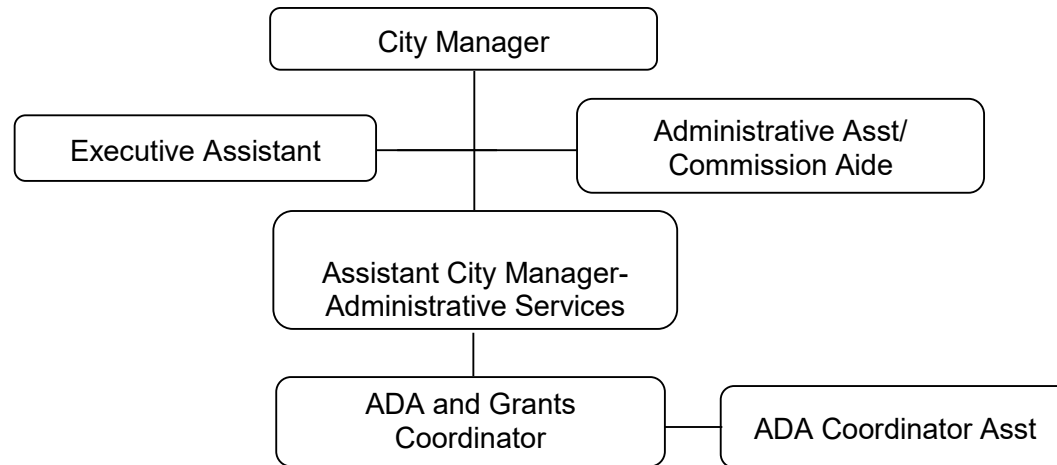 City Manager
Executive Assistant
Administrative Asst/
Commission Aide
Assistant City Manager-
Administrative Services
ADA and Grants
Coordinator
ADA Coordinator Asst